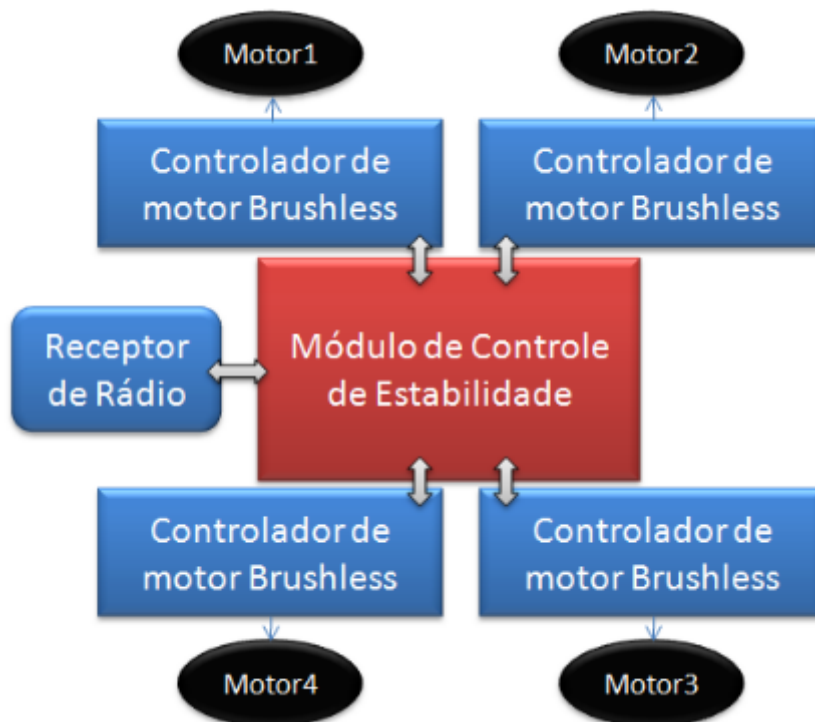 Motor1
Motor2
Controlador de
motor Brushless
Controlador de
motor Brushless
Receptor
de Rádio
Módulo de Controle
de Estabilidade
Controlador de
motor Brushless
Controlador de
motor Brushless
Motor4
Motor3